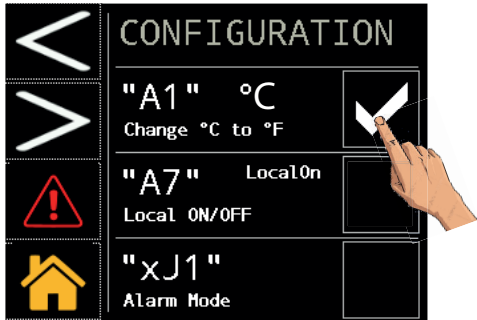 CONFIGURATION
"A1" °C
Change °C to °F
"A7" LocalOn
Local ON/OFF
"xJ1"
Alarm Mode